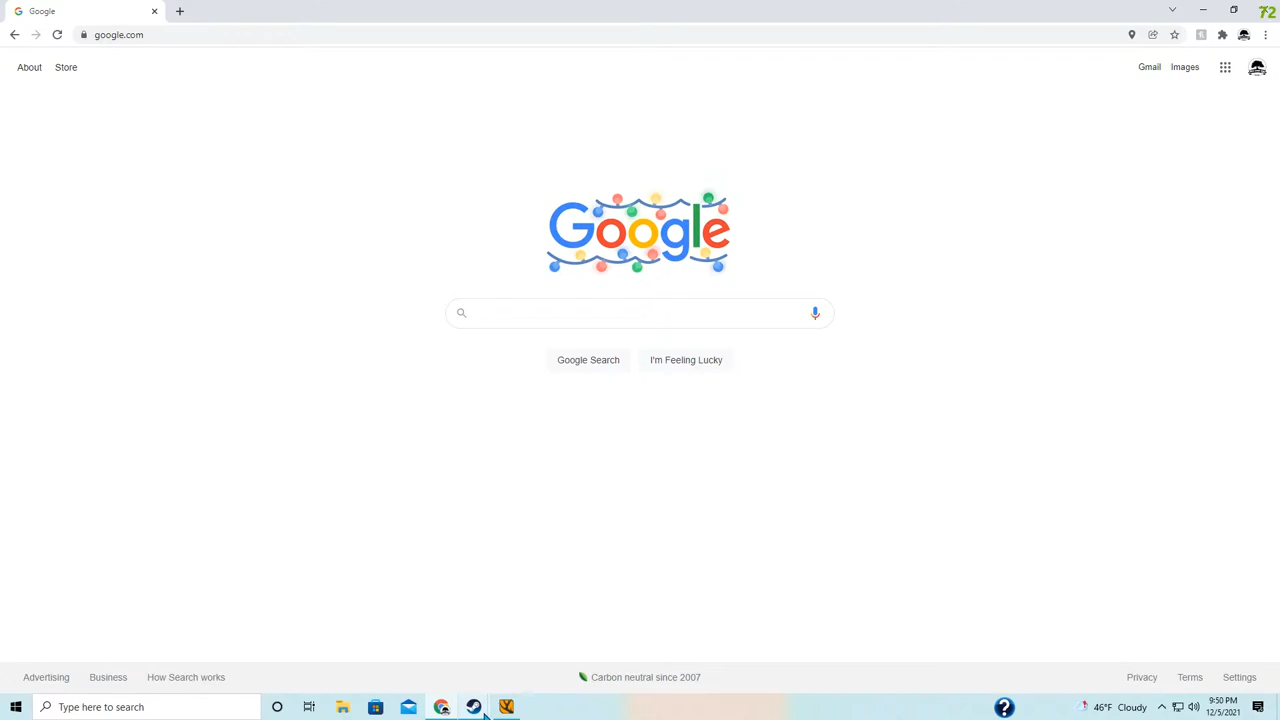 Google
72
google.com
About Store Gmail Images
Google
Google Search I'm Feeling Lucky
Carbon neutral since 2007
Advertising Business How Search works Privacy Terms Settings
Type here to search
46°F Cloudy
9:50 PM
12/5/2021